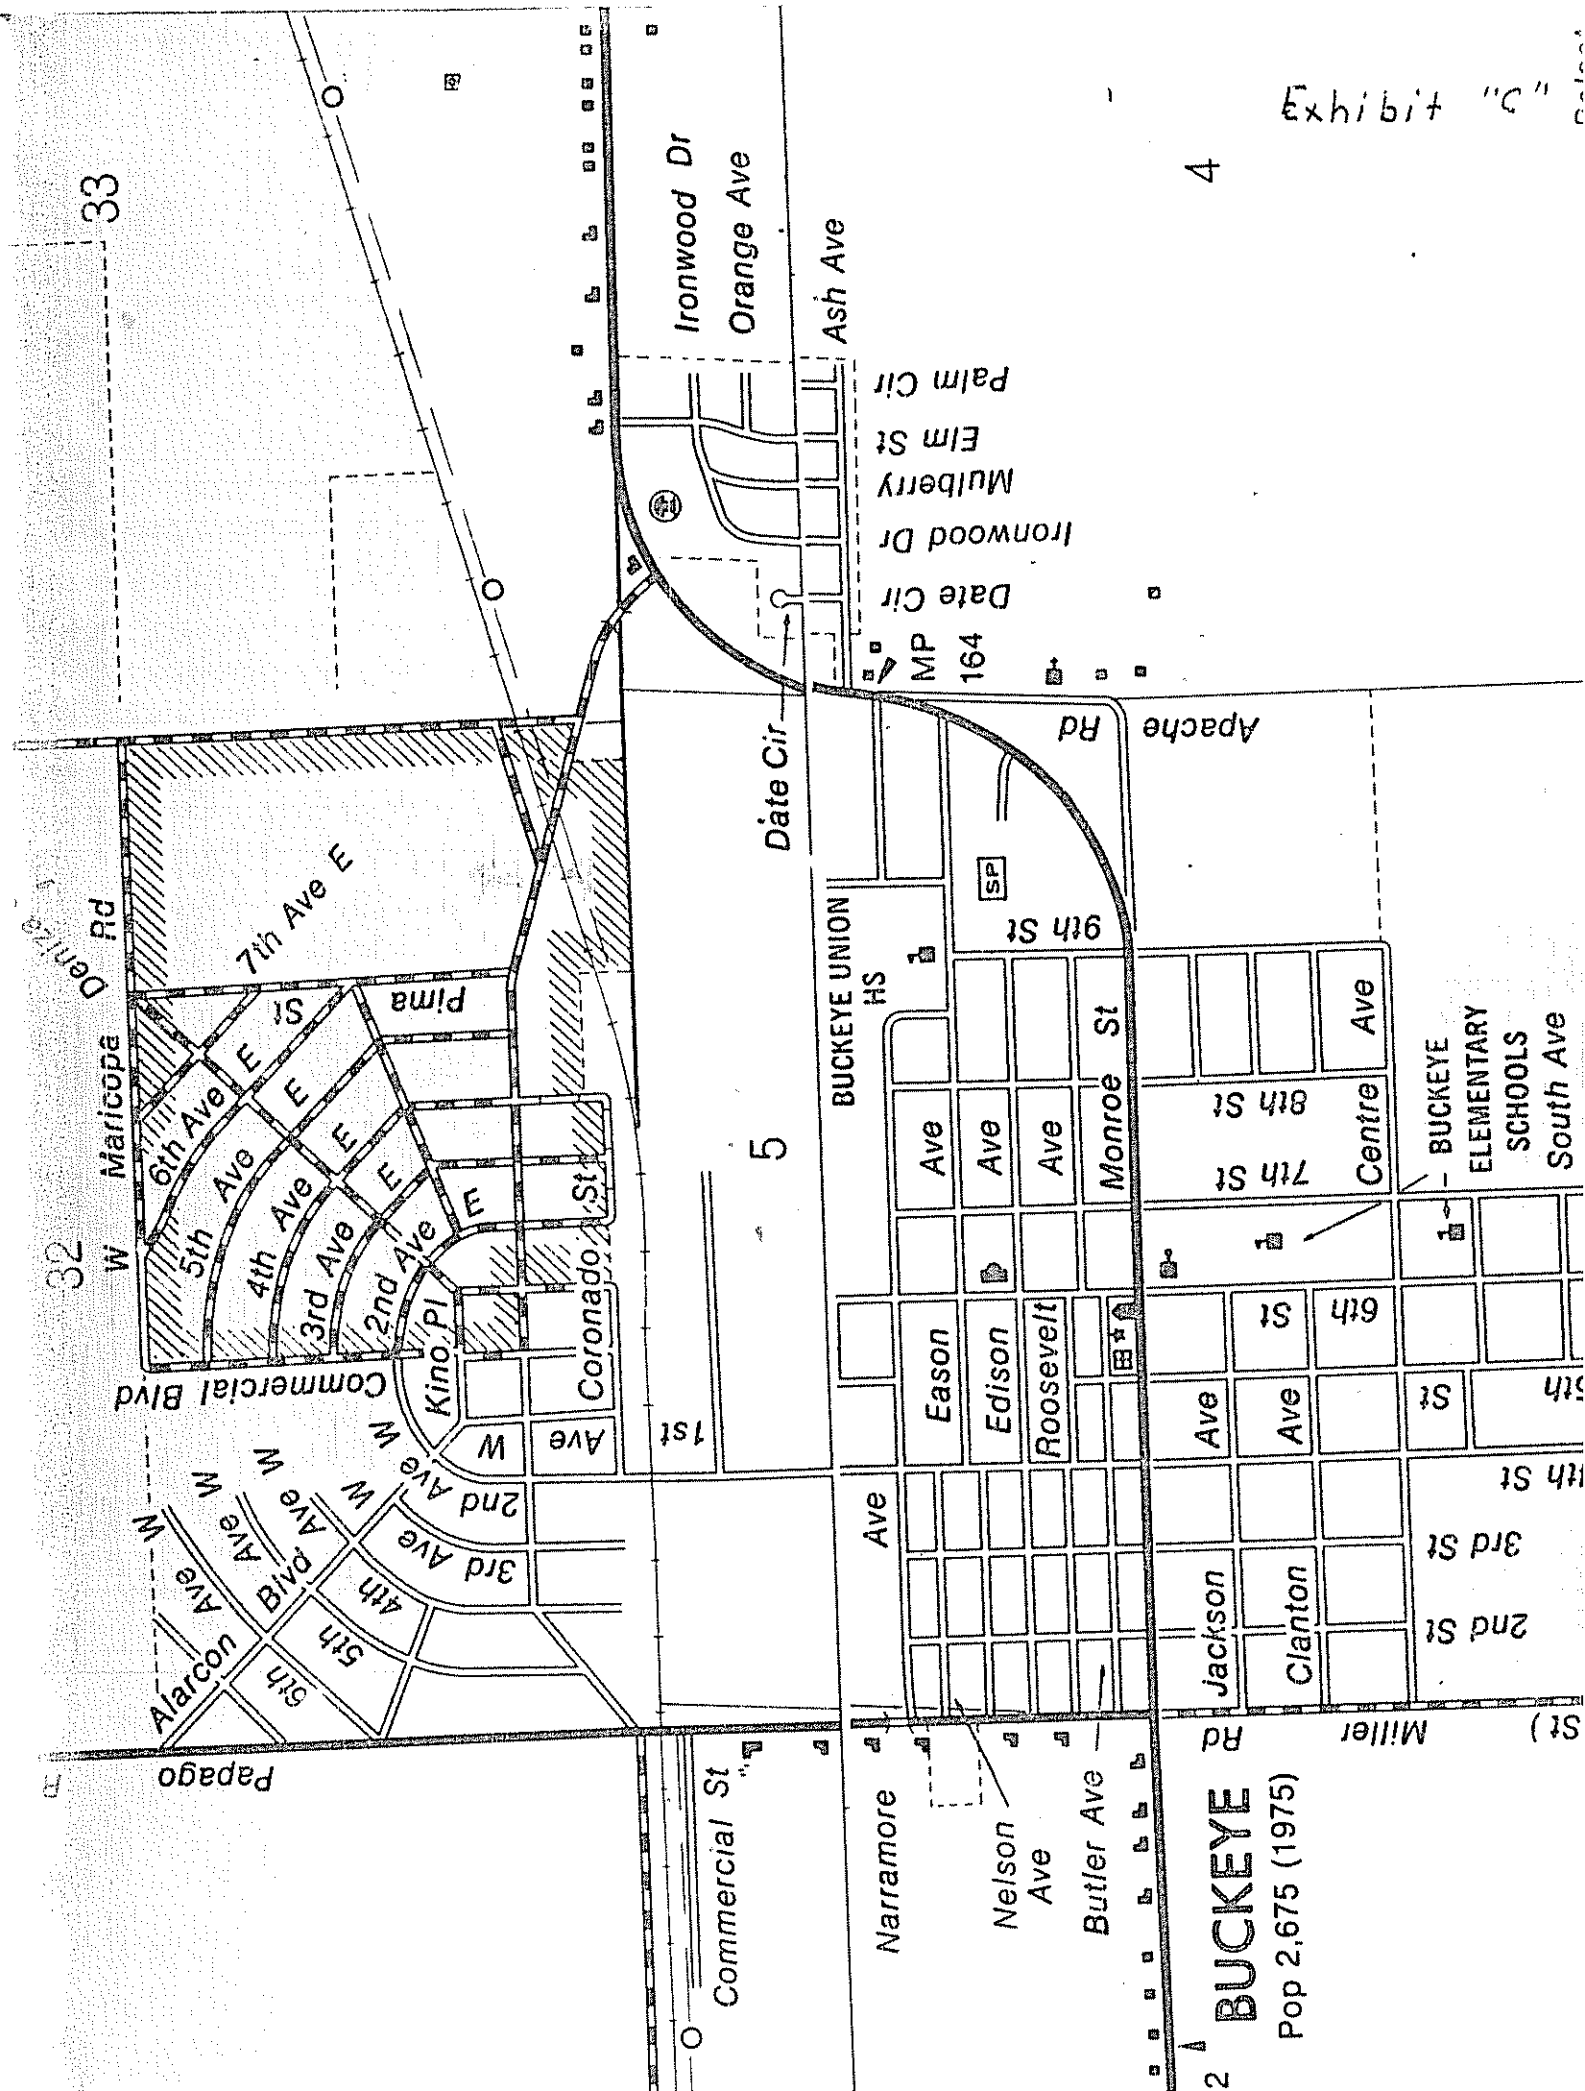 Exhibit "C"
33
32
4
5
W Maricopa Rd
7th Ave E
Pima St
6th Ave E
5th Ave E
4th Ave E
3rd Ave E
2nd Ave E
Kino Pl
Coronado St
Commercial Blvd
1st Ave W
2nd Ave W
3rd Ave W
4th Ave W
5th Ave W
6th Ave W
Alarcon Blvd
Papago
Ironwood Dr
Orange Ave
Ash Ave
Palm Cir
Elm St
Mulberry
Ironwood Dr
Date Cir
Date Cir
MP
164
Apache Rd
SP
BUCKEYE UNION
HS
9th St
8th St
7th St
6th St
St
4th St
3rd St
2nd St
Narramore Ave
Eason Ave
Edison Ave
Roosevelt Ave
Monroe St
Jackson Ave
Clanton Ave
Centre Ave
South Ave
BUCKEYE
ELEMENTARY
SCHOOLS
Commercial St
Nelson
Ave
Butler Ave
Miller Rd
St)
BUCKEYE
Pop 2,675 (1975)
2